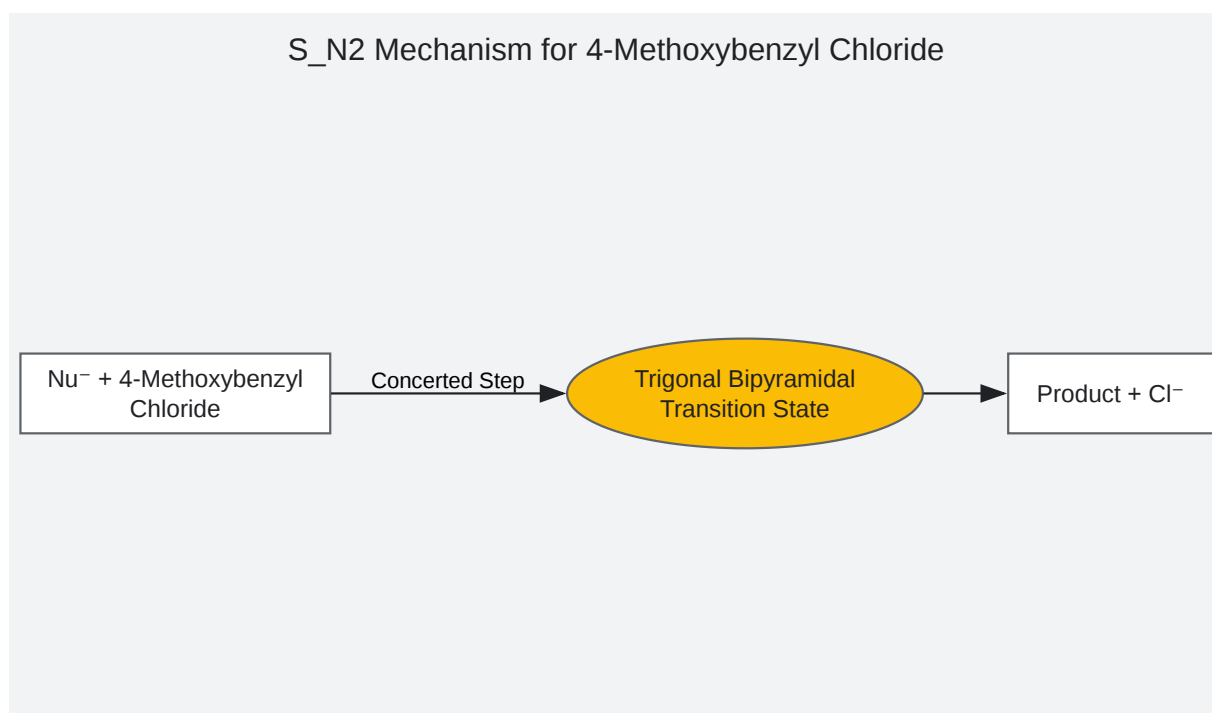 S_N2 Mechanism for 4-Methoxybenzyl Chloride
Nu⁻ + 4-Methoxybenzyl
Chloride
Concerted Step
Trigonal Bipyramidal
Transition State
Product + Cl⁻